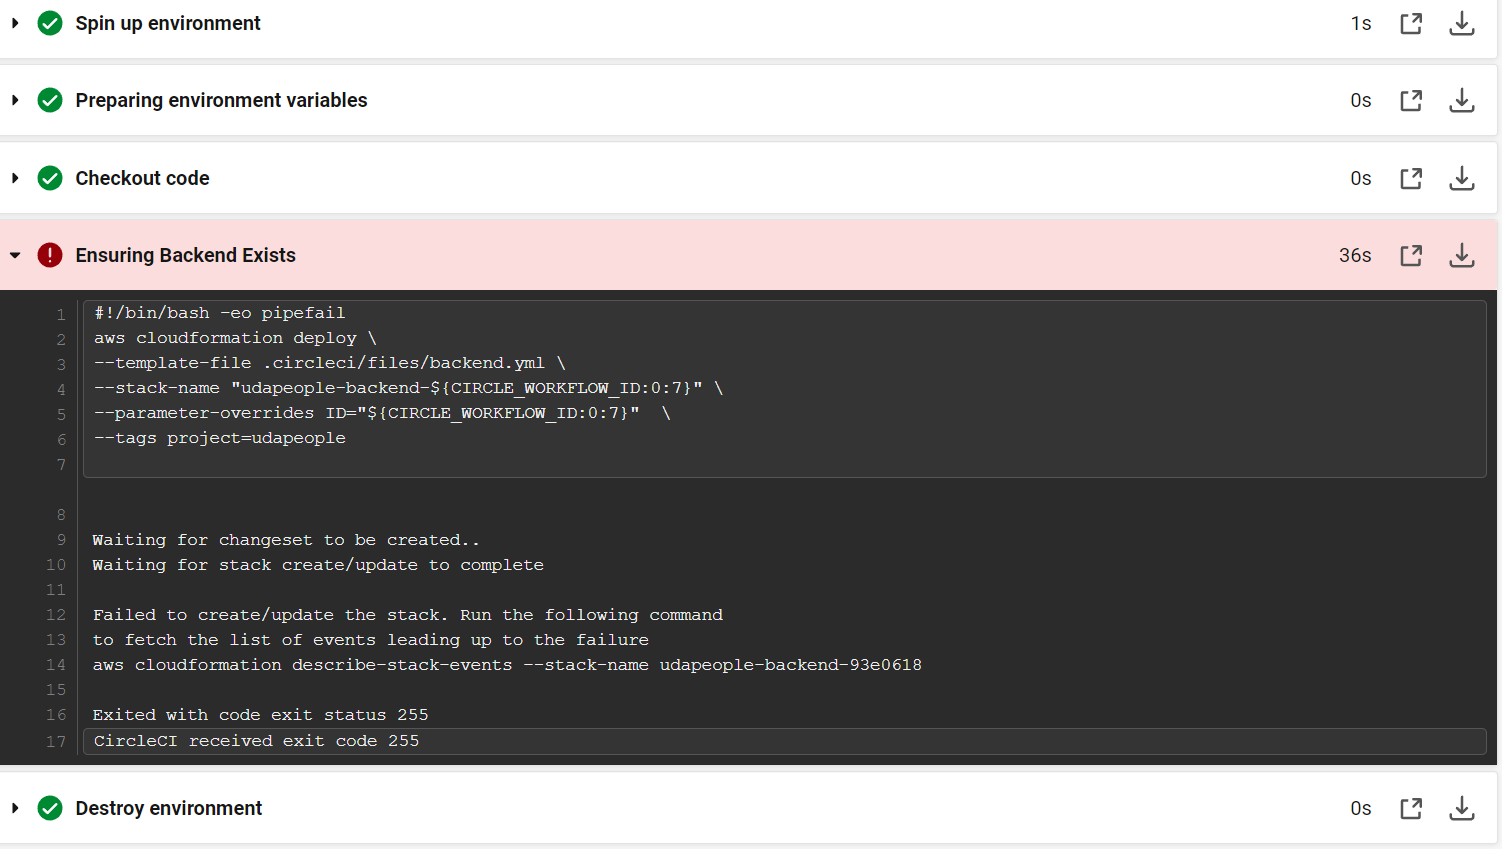 Spin up environment 1s
Preparing environment variables 0s
Checkout code 0s
Ensuring Backend Exists 36s
1 #!/bin/bash -eo pipefail
2 aws cloudformation deploy \
3 --template-file .circleci/files/backend.yml \
4 --stack-name "udapeople-backend-${CIRCLE_WORKFLOW_ID:0:7}" \
5 --parameter-overrides ID="${CIRCLE_WORKFLOW_ID:0:7}"  \
6 --tags project=udapeople
7
8
9 Waiting for changeset to be created..
10 Waiting for stack create/update to complete
11
12 Failed to create/update the stack. Run the following command
13 to fetch the list of events leading up to the failure
14 aws cloudformation describe-stack-events --stack-name udapeople-backend-93e0618
15
16 Exited with code exit status 255
17 CircleCI received exit code 255
Destroy environment 0s